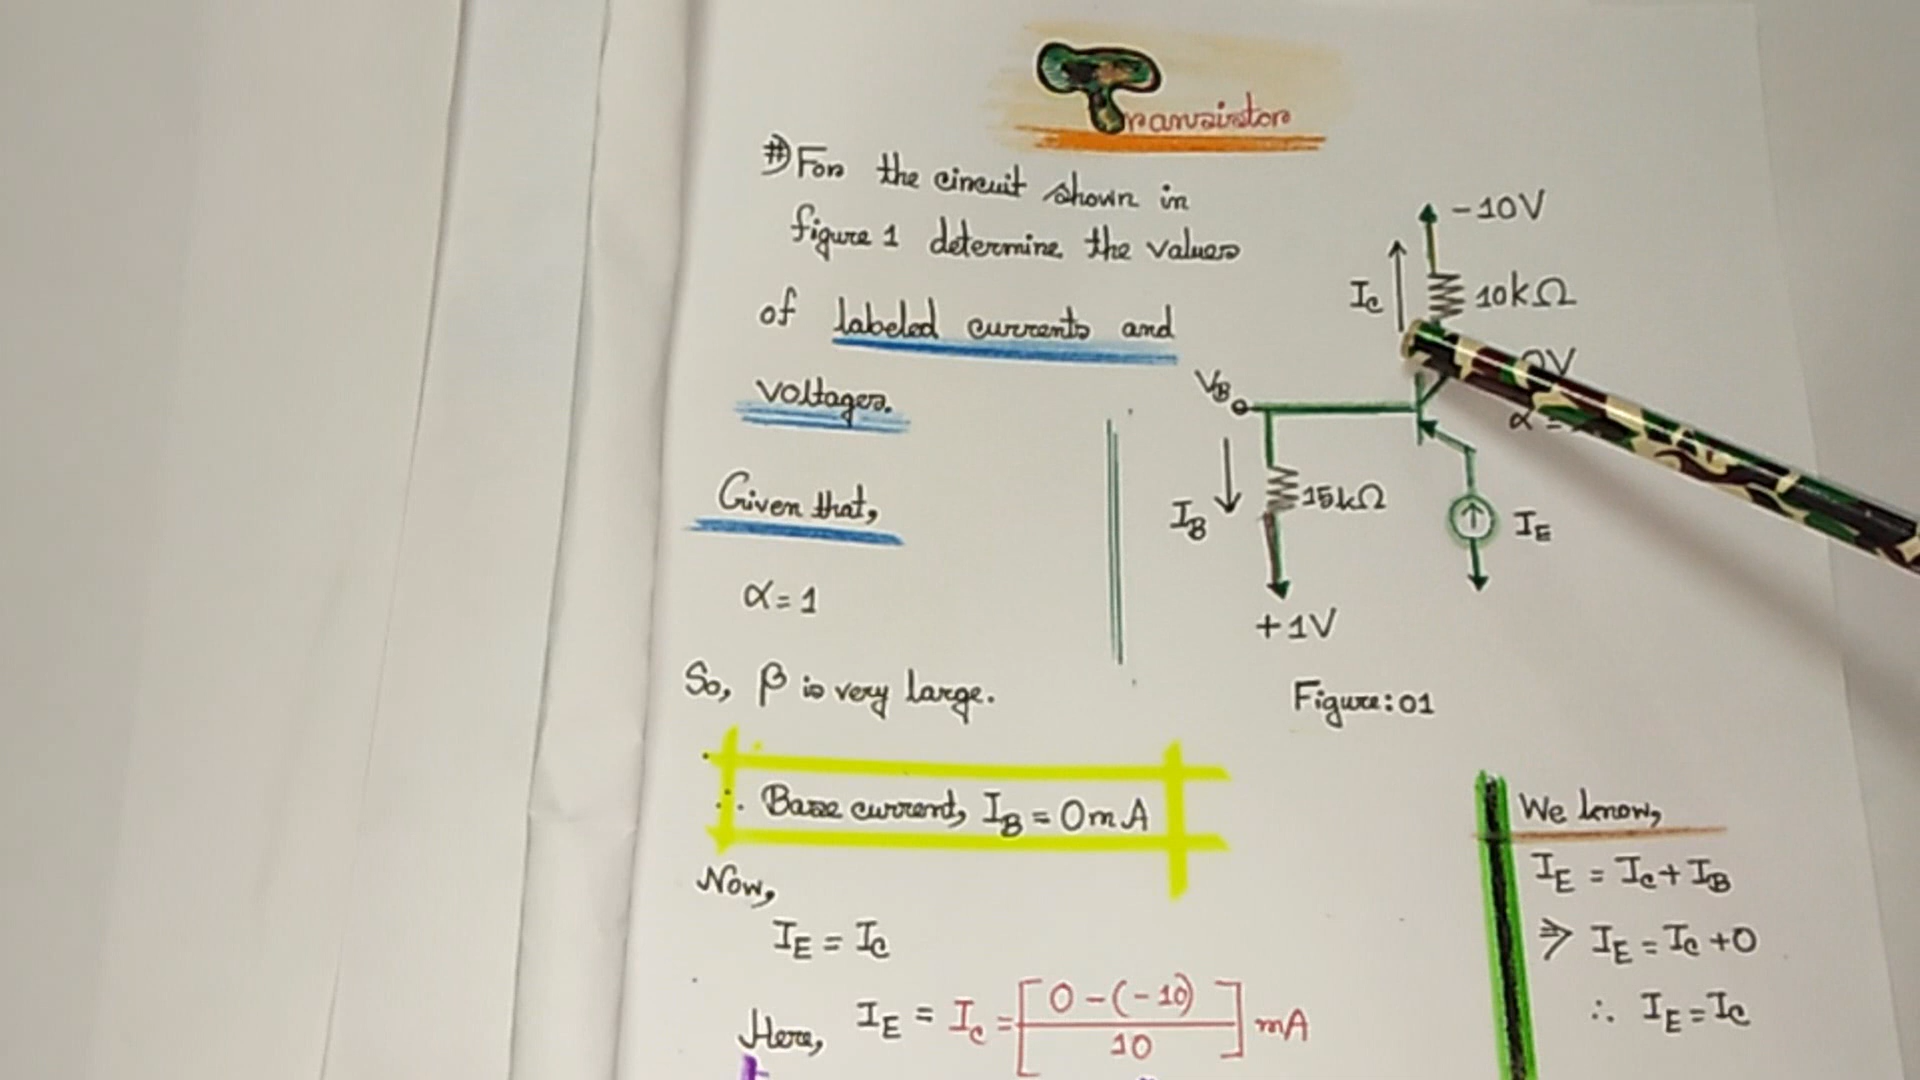 Transistor
#) For the circuit shown in
figure 1 determine the values
of labeled currents and
voltages.
Given that,
α = 1
So, β is very large.
∴ Base current, IB = 0mA
Now,
IE = IC
Here, IE = IC = [0-(-10) / 10] mA
-10V
IC
10kΩ
0V
α =
VB
IB
15kΩ
IE
+1V
Figure: 01
We know,
IE = IC + IB
⇒ IE = IC + 0
∴ IE = IC